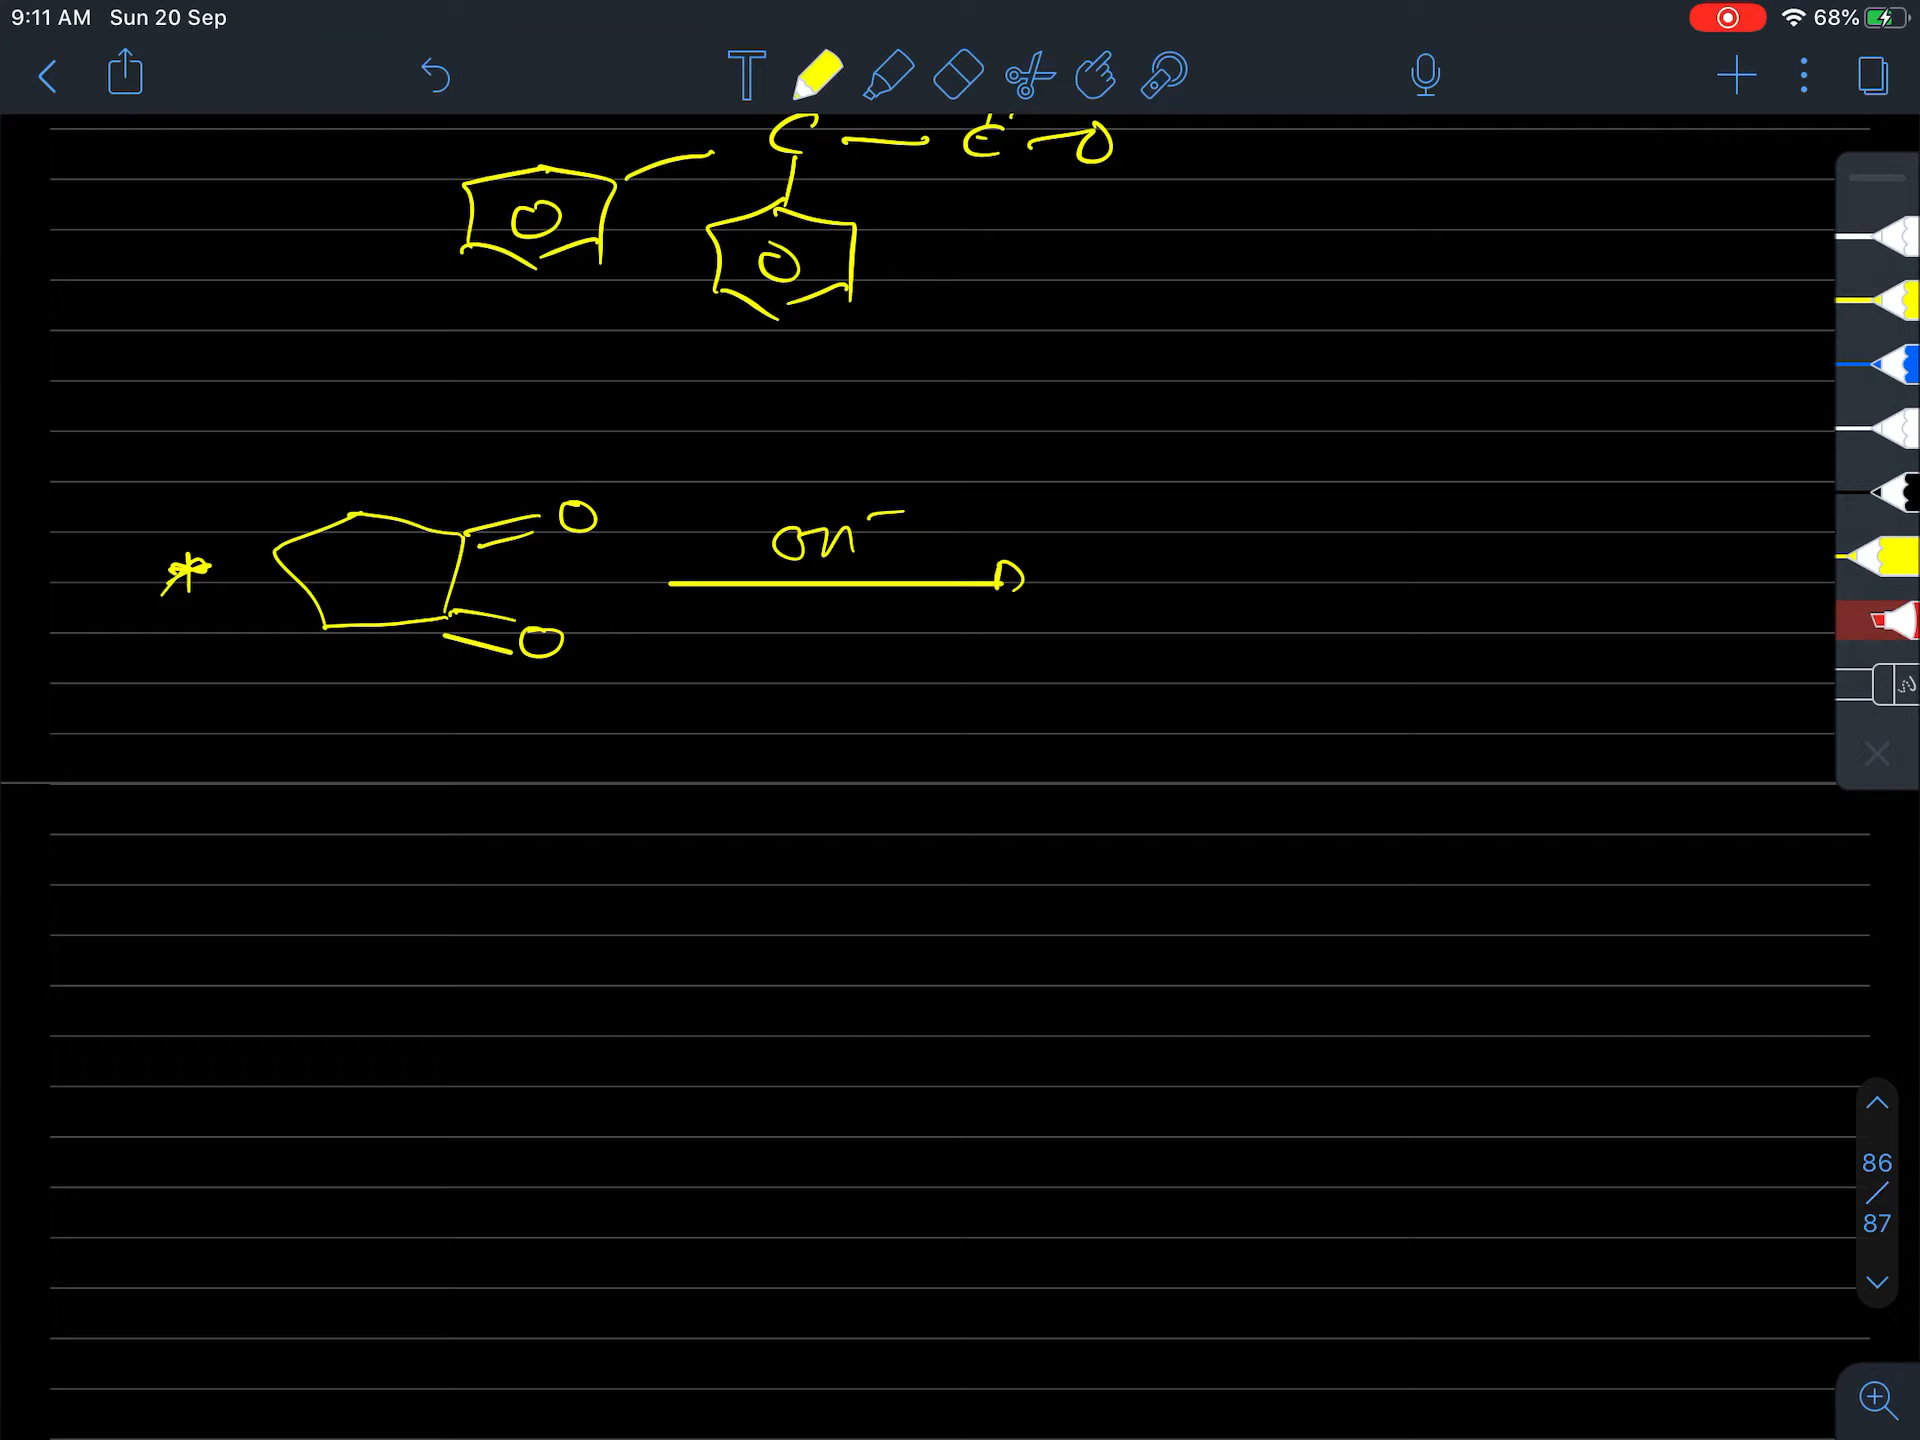 9:11 AM Sun 20 Sep
68%
T
C — C — O
O
O
* O
OH⁻
O
86
/
87